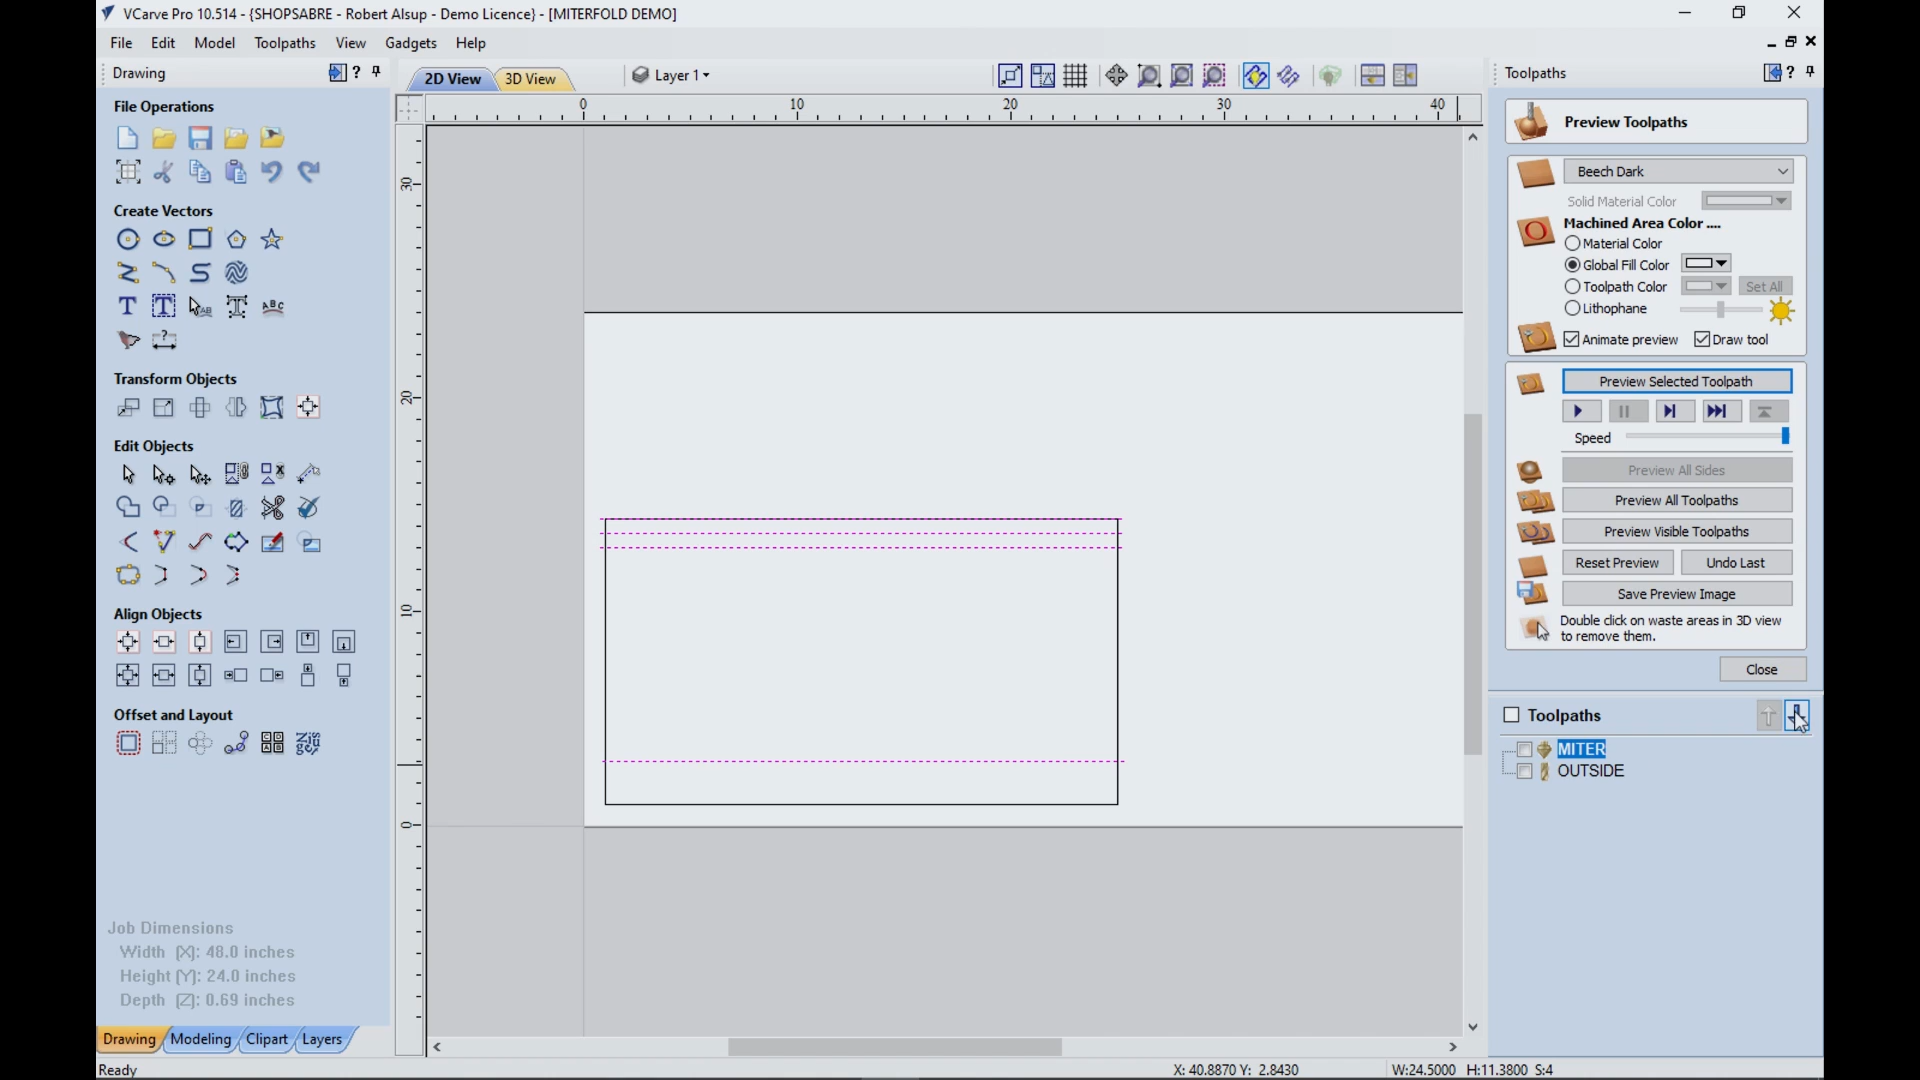 VCarve Pro 10.514 - {SHOPSABRE - Robert Alsup - Demo Licence} - [MITERFOLD DEMO]
File Edit Model Toolpaths View Gadgets Help
Drawing
File Operations
Create Vectors
Transform Objects
Edit Objects
Align Objects
Offset and Layout
Job Dimensions
Width (X): 48.0 inches
Height (Y): 24.0 inches
Depth (Z): 0.69 inches
Drawing Modeling Clipart Layers
Ready
2D View 3D View Layer 1
0 10 20 30 40
30
20
10
0
X: 40.8870 Y: 2.8430
W:24.5000 H:11.3800 S:4
Toolpaths
Preview Toolpaths
Beech Dark
Solid Material Color
Machined Area Color ....
Material Color
Global Fill Color
Toolpath Color Set All
Lithophane
Animate preview Draw tool
Preview Selected Toolpath
Speed
Preview All Sides
Preview All Toolpaths
Preview Visible Toolpaths
Reset Preview Undo Last
Save Preview Image
Double click on waste areas in 3D view
to remove them.
Close
Toolpaths
MITER
OUTSIDE